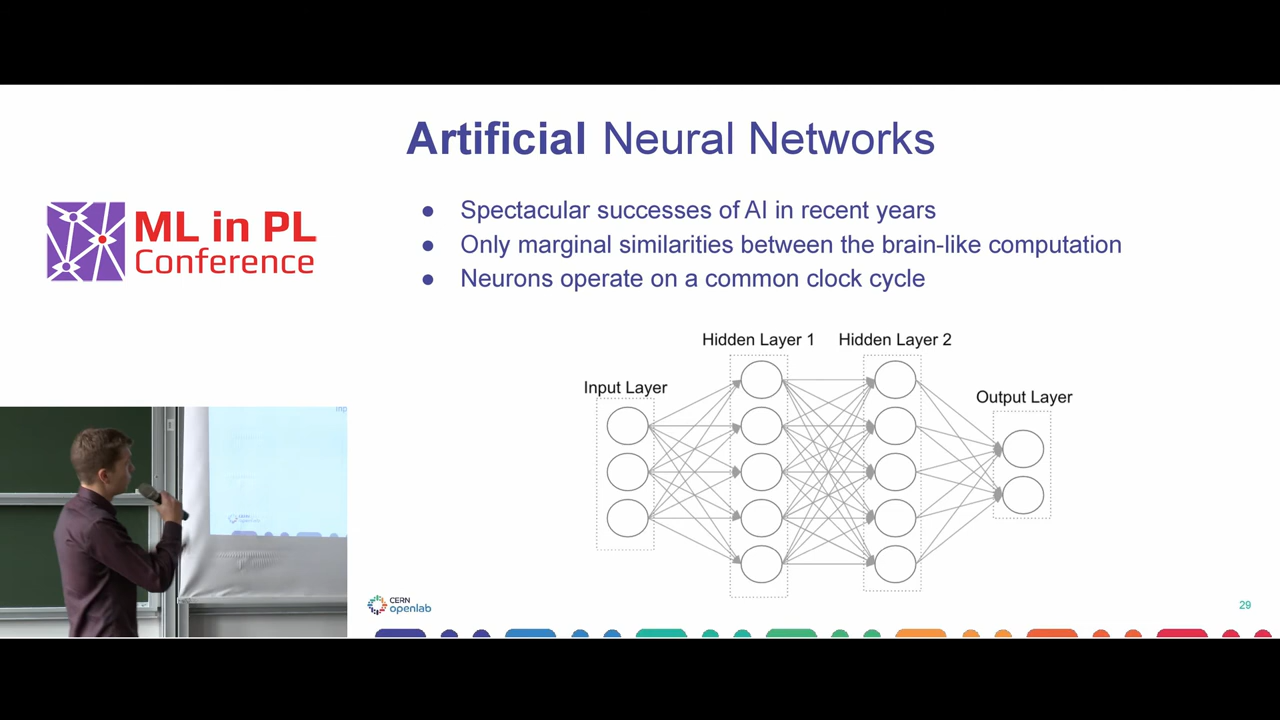 Artificial Neural Networks
ML in PL
Conference
● Spectacular successes of AI in recent years
● Only marginal similarities between the brain-like computation
● Neurons operate on a common clock cycle
Hidden Layer 1
Hidden Layer 2
Input Layer
Output Layer
CERN
openlab
29